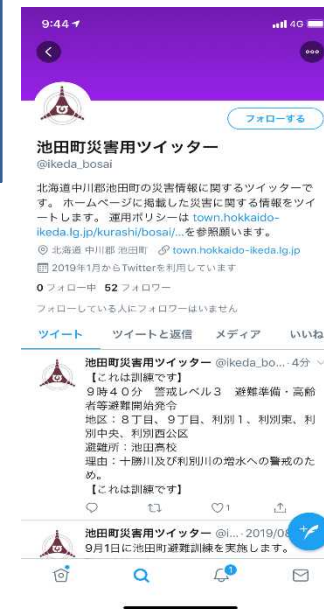 9:44
4G
フォローする
池田町災害用ツイッター
@ikeda_bosai
北海道中川郡池田町の災害情報に関するツイッターで
す。 ホームページに掲載した災害に関する情報をツイ
ートします。 運用ポリシーは town.hokkaido-
ikeda.lg.jp/kurashi/bosai/...を参照願います。
北海道 中川郡 池田町 town.hokkaido-ikeda.lg.jp
2019年1月からTwitterを利用しています
0 フォロー中 52 フォロワー
フォローしている人にフォロワーはいません
ツイート ツイートと返信 メディア いいね
池田町災害用ツイッター @ikeda_bo... · 4分
【これは訓練です】
9時40分 警戒レベル3 避難準備・高齢
者等避難開始発令
地区：8丁目、9丁目、利別1、利別東、利
別中央、利別西公区
避難所：池田高校
理由：十勝川及び利別川の増水への警戒のた
め。
【これは訓練です】
1
池田町災害用ツイッター @i... · 2019/08
9月1日に池田町避難訓練を実施します。
1